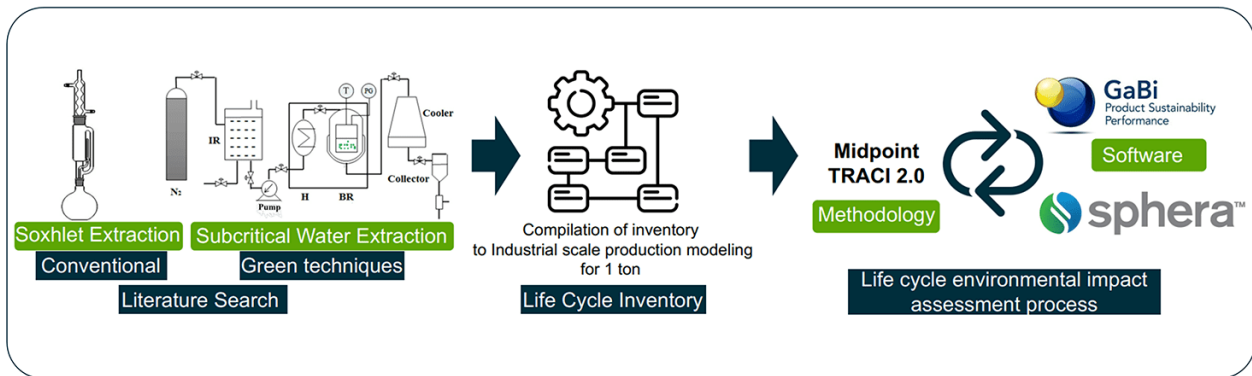 N₂
IR
Pump
H
BR
T
PG
Cooler
Collector
Soxhlet Extraction
Subcritical Water Extraction
Conventional
Green techniques
Literature Search
Compilation of inventory
to Industrial scale production modeling
for 1 ton
Life Cycle Inventory
Midpoint
TRACI 2.0
Methodology
GaBi
Product Sustainability
Performance
Software
sphera™
Life cycle environmental impact
assessment process